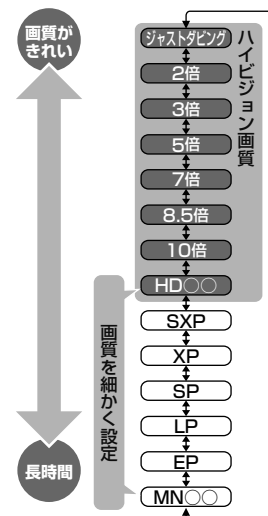 画質が
きれい
ジャストダビング
2倍
3倍
5倍
7倍
8.5倍
10倍
HD○○
ハイビジョン画質
SXP
XP
SP
LP
EP
MN○○
画質を細かく設定
長時間